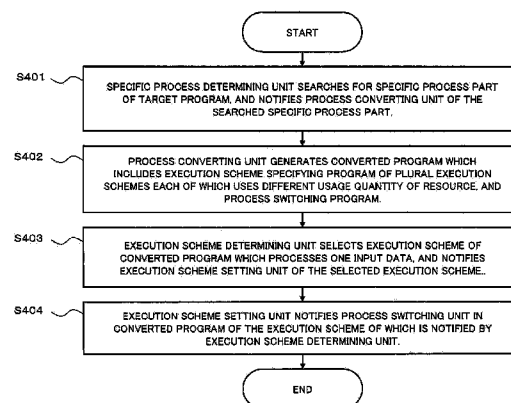 START
S401
SPECIFIC PROCESS DETERMINING UNIT SEARCHES FOR SPECIFIC PROCESS PART
OF TARGET PROGRAM, AND NOTIFIES PROCESS CONVERTING UNIT OF THE
SEARCHED SPECIFIC PROCESS PART.
S402
PROCESS CONVERTING UNIT GENERATES CONVERTED PROGRAM WHICH
INCLUDES EXECUTION SCHEME SPECIFYING PROGRAM OF PLURAL EXECUTION
SCHEMES EACH OF WHICH USES DIFFERENT USAGE QUANTITY OF RESOURCE, AND
PROCESS SWITCHING PROGRAM.
S403
EXECUTION SCHEME DETERMINING UNIT SELECTS EXECUTION SCHEME OF
CONVERTED PROGRAM WHICH PROCESSES ONE INPUT DATA, AND NOTIFIES
EXECUTION SCHEME SETTING UNIT OF THE SELECTED EXECUTION SCHEME..
S404
EXECUTION SCHEME SETTING UNIT NOTIFIES PROCESS SWITCHING UNIT IN
CONVERTED PROGRAM OF THE EXECUTION SCHEME OF WHICH IS NOTIFIED BY
EXECUTION SCHEME DETERMINING UNIT.
END